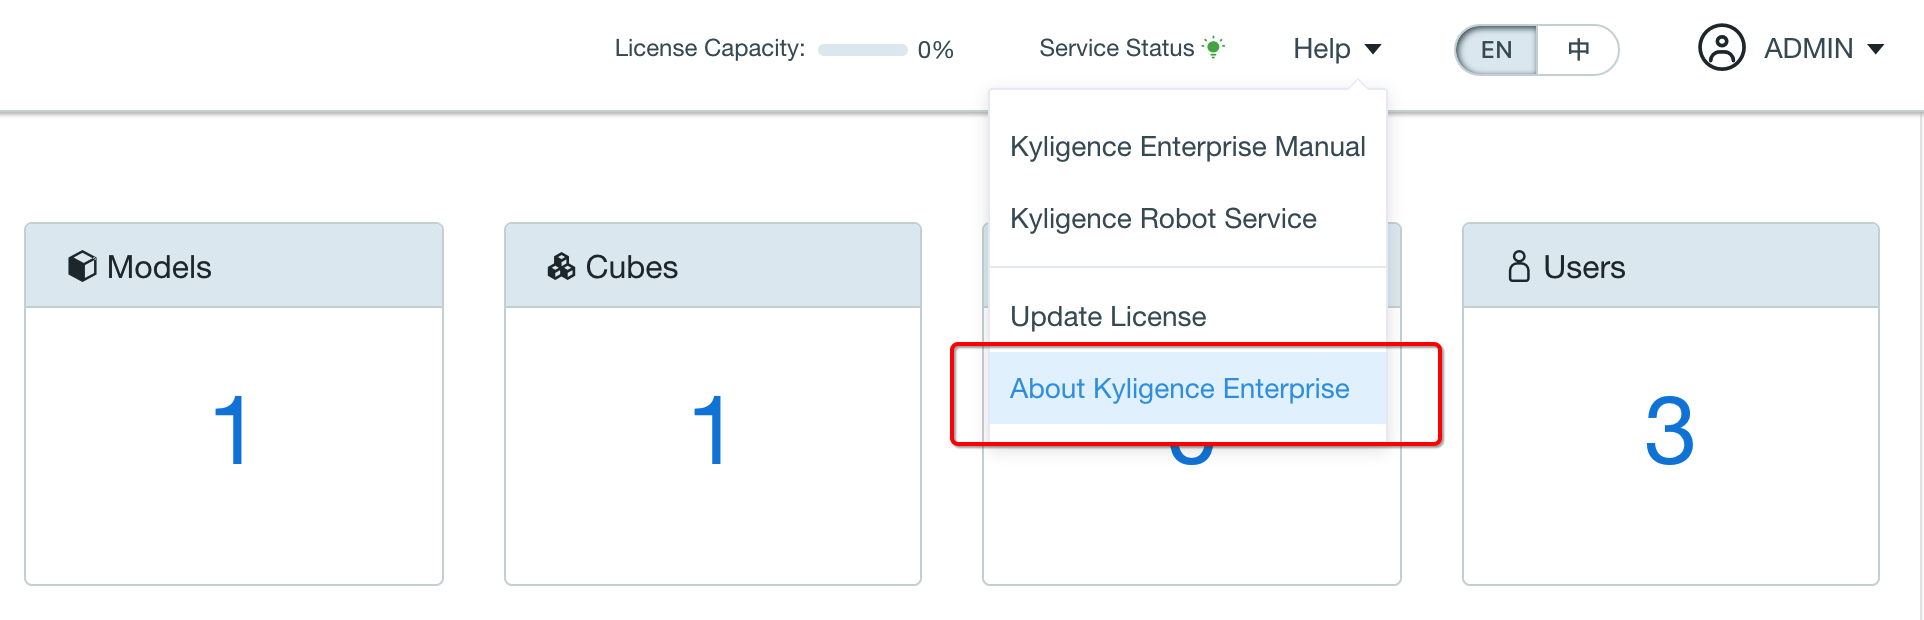 License Capacity: 0% Service Status Help EN 中 ADMIN
Kyligence Enterprise Manual
Kyligence Robot Service
Update License
About Kyligence Enterprise
Models
1
Cubes
1
Users
3